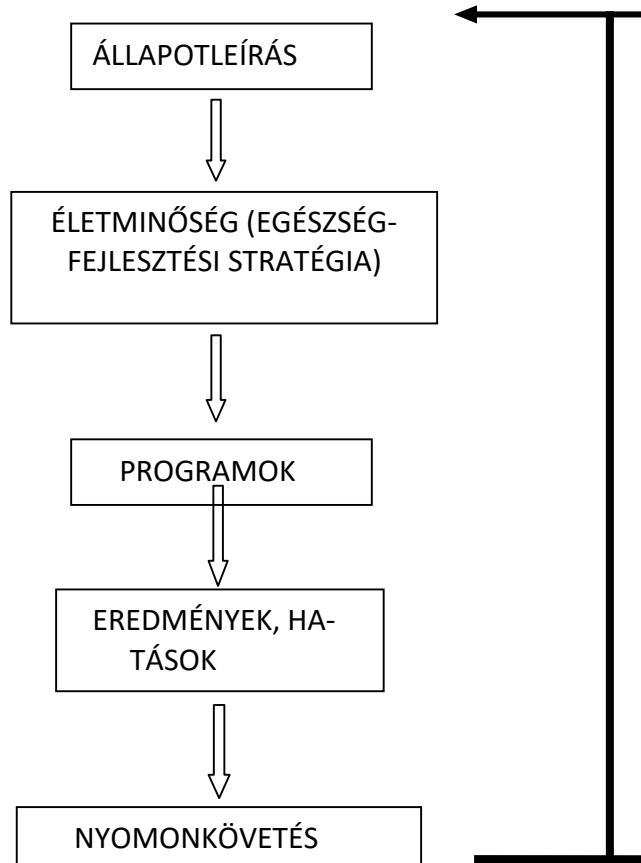 ÁLLAPOTLEÍRÁS
ÉLETMINŐSÉG (EGÉSZSÉG-
FEJLESZTÉSI STRATÉGIA)
PROGRAMOK
EREDMÉNYEK, HA-
TÁSOK
NYOMONKÖVETÉS